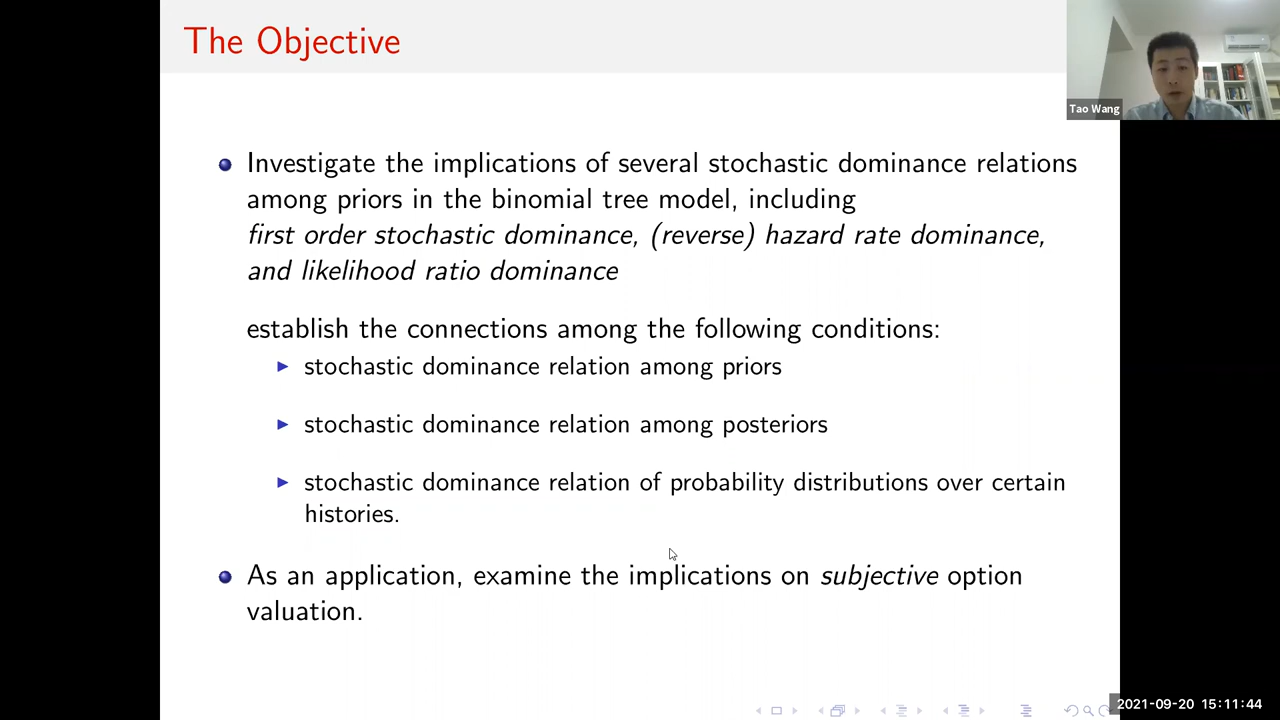 The Objective
Tao Wang
Investigate the implications of several stochastic dominance relations
among priors in the binomial tree model, including
first order stochastic dominance, (reverse) hazard rate dominance,
and likelihood ratio dominance
establish the connections among the following conditions:
stochastic dominance relation among priors
stochastic dominance relation among posteriors
stochastic dominance relation of probability distributions over certain
histories.
As an application, examine the implications on subjective option
valuation.
2021-09-20 15:11:44